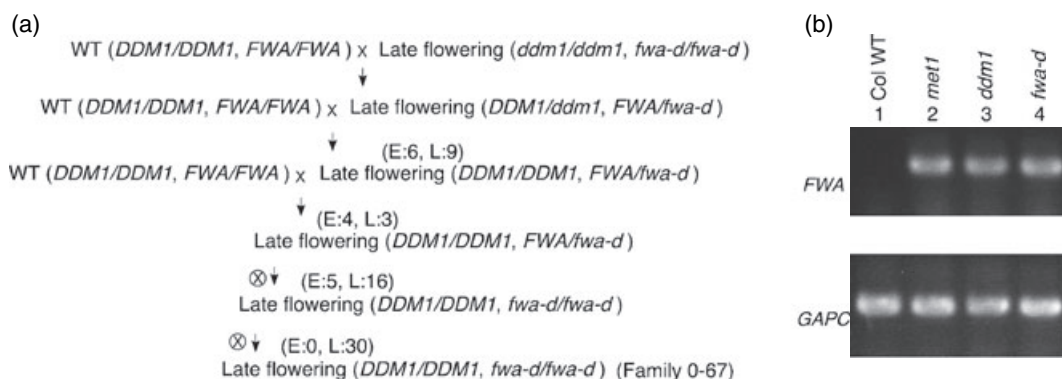 (a)
WT (DDM1/DDM1, FWA/FWA) x Late flowering (ddm1/ddm1, fwa-d/fwa-d)
WT (DDM1/DDM1, FWA/FWA) x Late flowering (DDM1/ddm1, FWA/fwa-d)
(E:6, L:9)
WT (DDM1/DDM1, FWA/FWA) x Late flowering (DDM1/DDM1, FWA/fwa-d)
(E:4, L:3)
Late flowering (DDM1/DDM1, FWA/fwa-d)
⊗ (E:5, L:16)
Late flowering (DDM1/DDM1, fwa-d/fwa-d)
⊗ (E:0, L:30)
Late flowering (DDM1/DDM1, fwa-d/fwa-d) (Family 0-67)
(b)
1 Col WT
2 met1
3 ddm1
4 fwa-d
FWA
GAPC